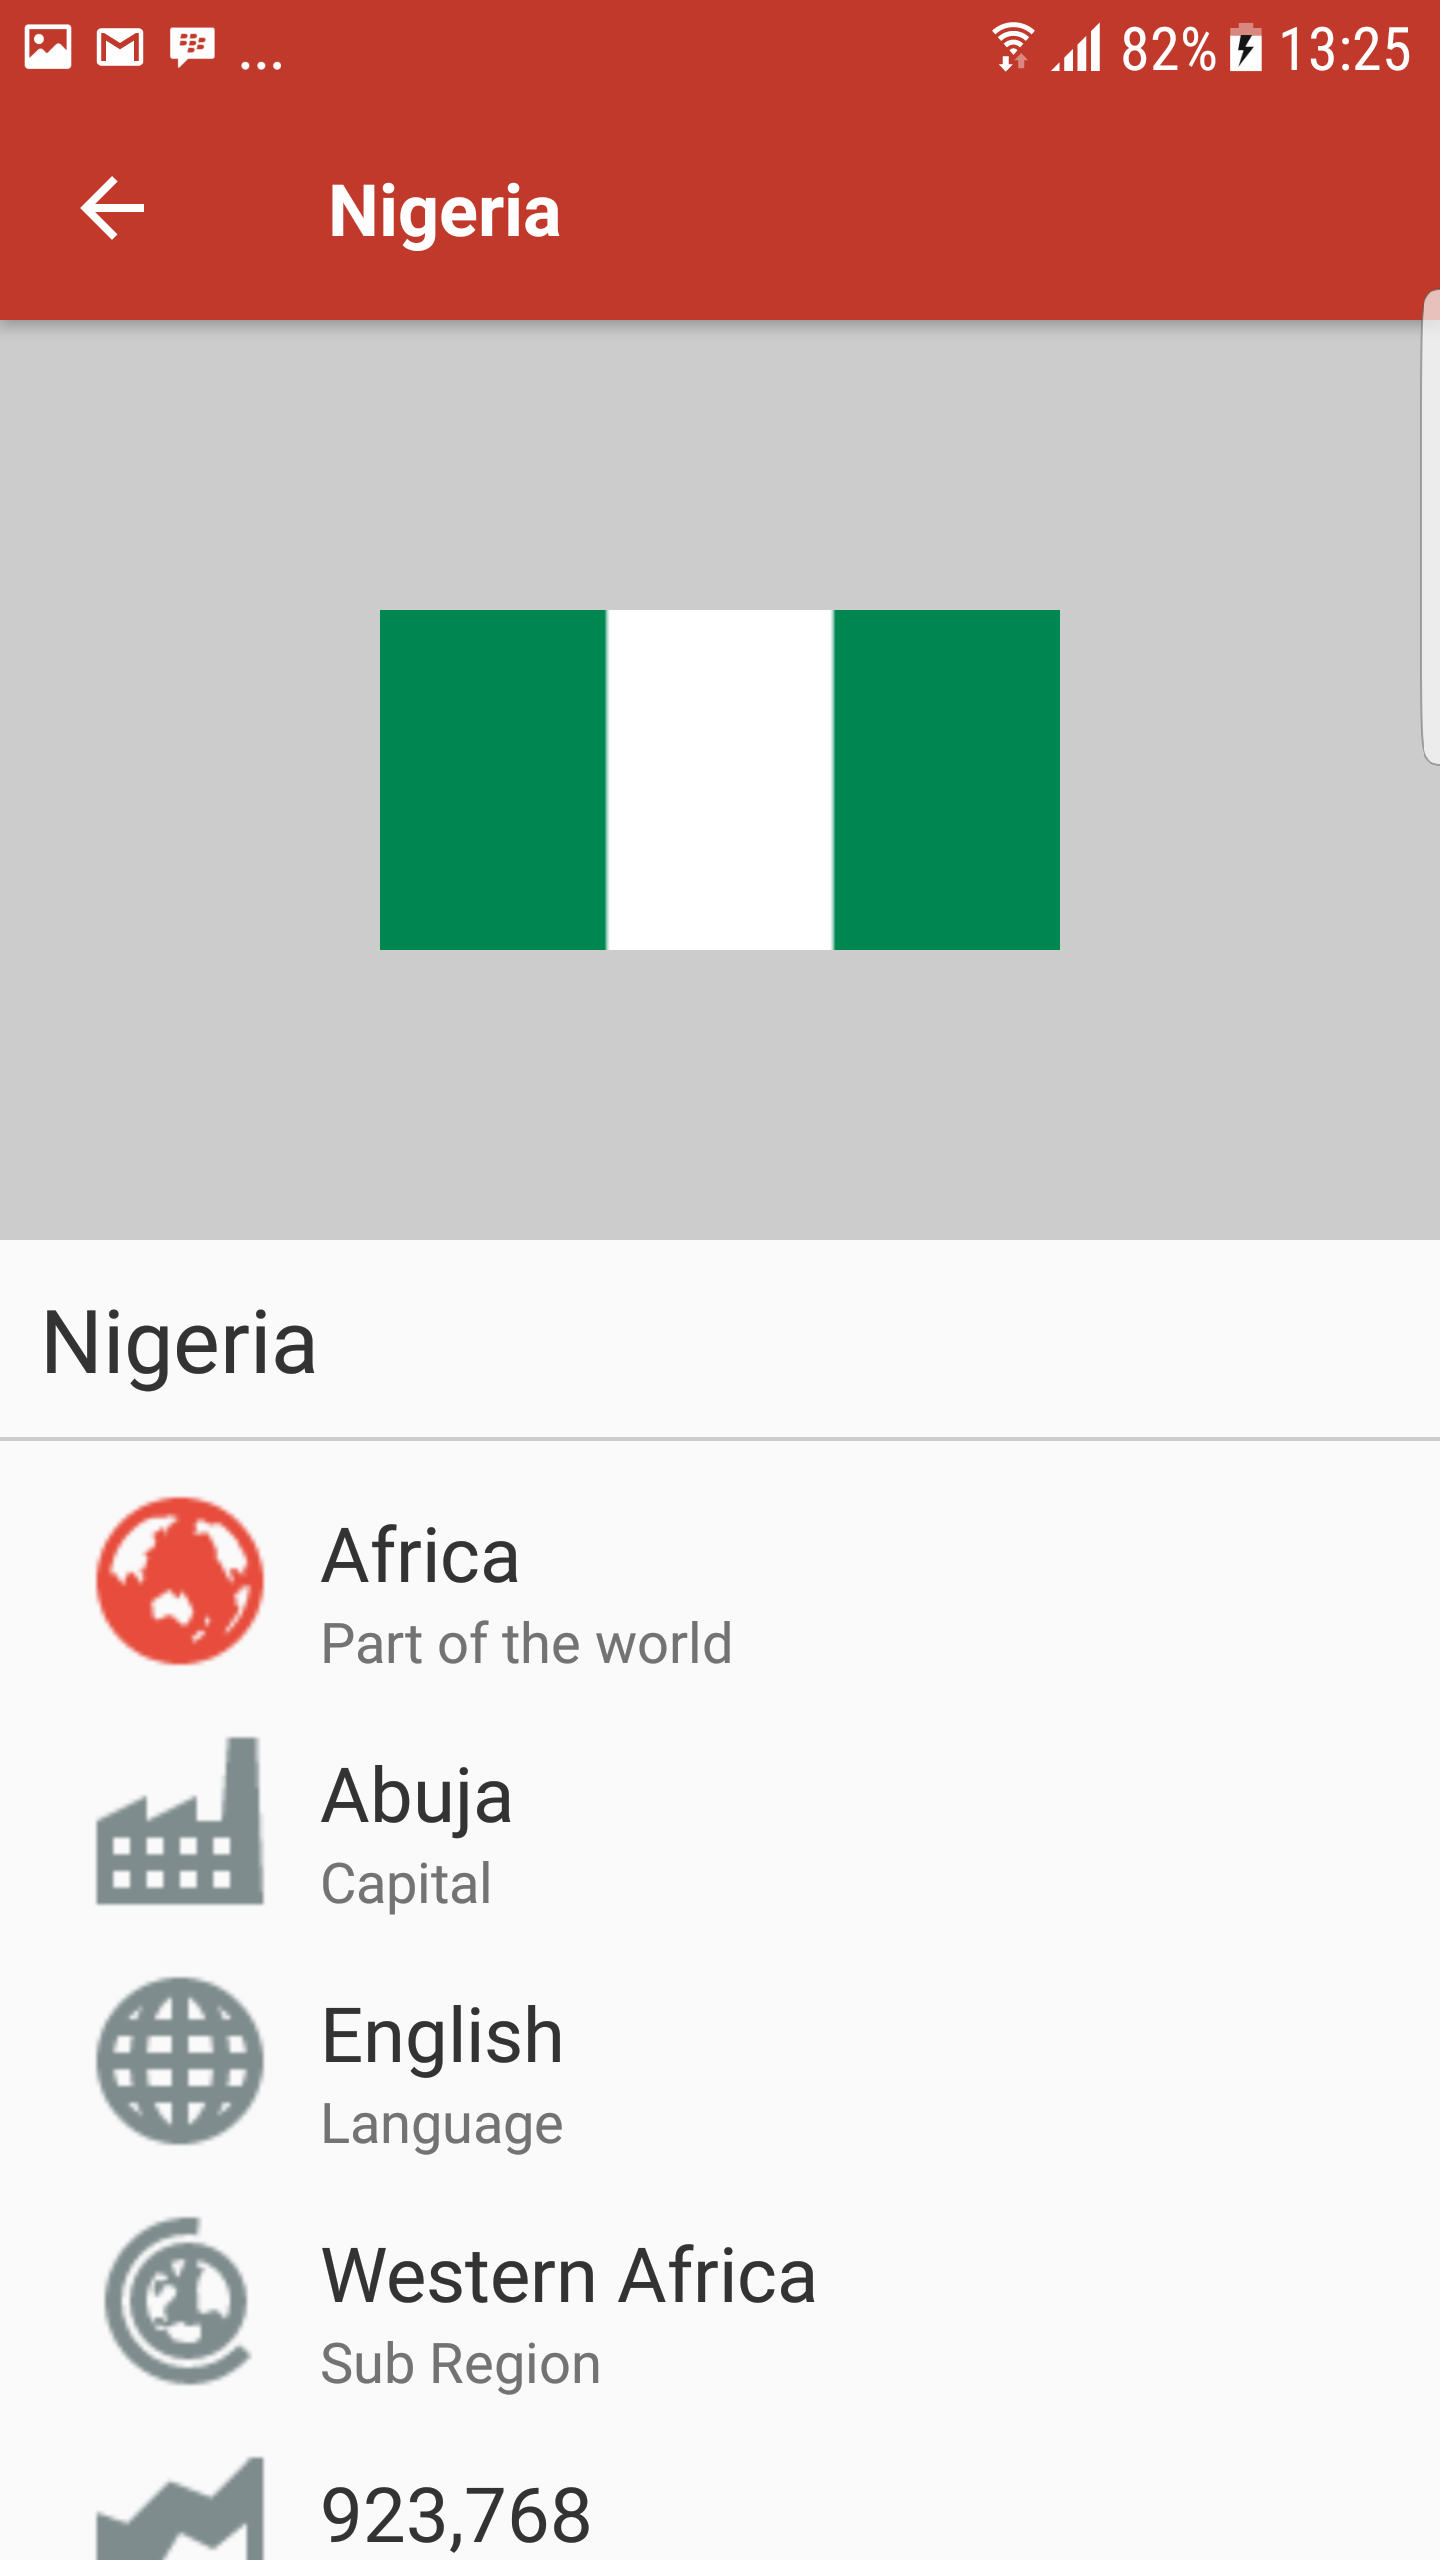 ... 82% 13:25
Nigeria
Nigeria
Africa
Part of the world
Abuja
Capital
English
Language
Western Africa
Sub Region
923,768